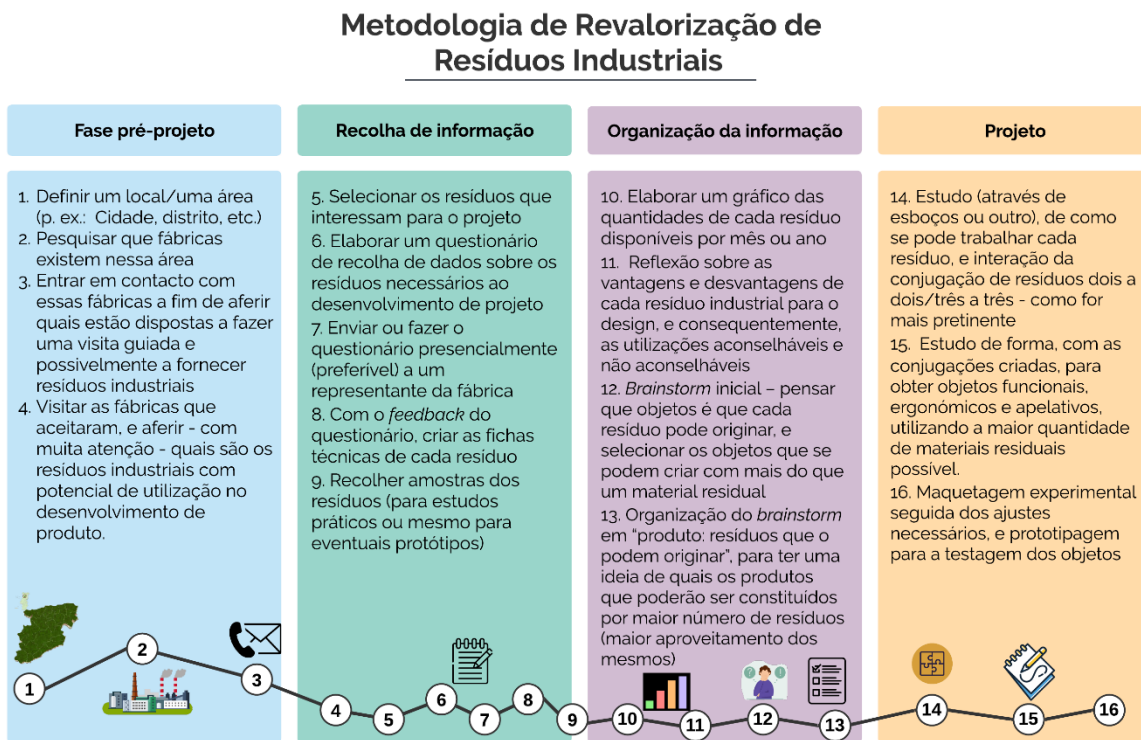 Metodologia de Revalorização de
Resíduos Industriais
Fase pré-projeto
1. Definir um local/uma área
(p. ex.: Cidade, distrito, etc.)
2. Pesquisar que fábricas
existem nessa área
3. Entrar em contacto com
essas fábricas a fim de aferir
quais estão dispostas a fazer
uma visita guiada e
possivelmente a fornecer
resíduos industriais
4. Visitar as fábricas que
aceitaram, e aferir - com
muita atenção - quais são os
resíduos industriais com
potencial de utilização no
desenvolvimento de
produto.
Recolha de informação
5. Selecionar os resíduos que
interessam para o projeto
6. Elaborar um questionário
de recolha de dados sobre os
resíduos necessários ao
desenvolvimento de projeto
7. Enviar ou fazer o
questionário presencialmente
(preferível) a um
representante da fábrica
8. Com o feedback do
questionário, criar as fichas
técnicas de cada resíduo
9. Recolher amostras dos
resíduos (para estudos
práticos ou mesmo para
eventuais protótipos)
Organização da informação
10. Elaborar um gráfico das
quantidades de cada resíduo
disponíveis por mês ou ano
11. Reflexão sobre as
vantagens e desvantagens de
cada resíduo industrial para o
design, e consequentemente,
as utilizações aconselháveis e
não aconselháveis
12. Brainstorm inicial – pensar
que objetos é que cada
resíduo pode originar, e
selecionar os objetos que se
podem criar com mais do que
um material residual
13. Organização do brainstorm
em “produto: resíduos que o
podem originar”, para ter uma
ideia de quais os produtos
que poderão ser constituídos
por maior número de resíduos
(maior aproveitamento dos
mesmos)
Projeto
14. Estudo (através de
esboços ou outro), de como
se pode trabalhar cada
resíduo, e interação da
conjugação de resíduos dois a
dois/três a três - como for
mais pretinente
15. Estudo de forma, com as
conjugações criadas, para
obter objetos funcionais,
ergonómicos e apelativos,
utilizando a maior quantidade
de materiais residuais
possível.
16. Maquetagem experimental
seguida dos ajustes
necessários, e prototipagem
para a testagem dos objetos
1
2
3
4
5
6
7
8
9
10
11
12
13
14
15
16